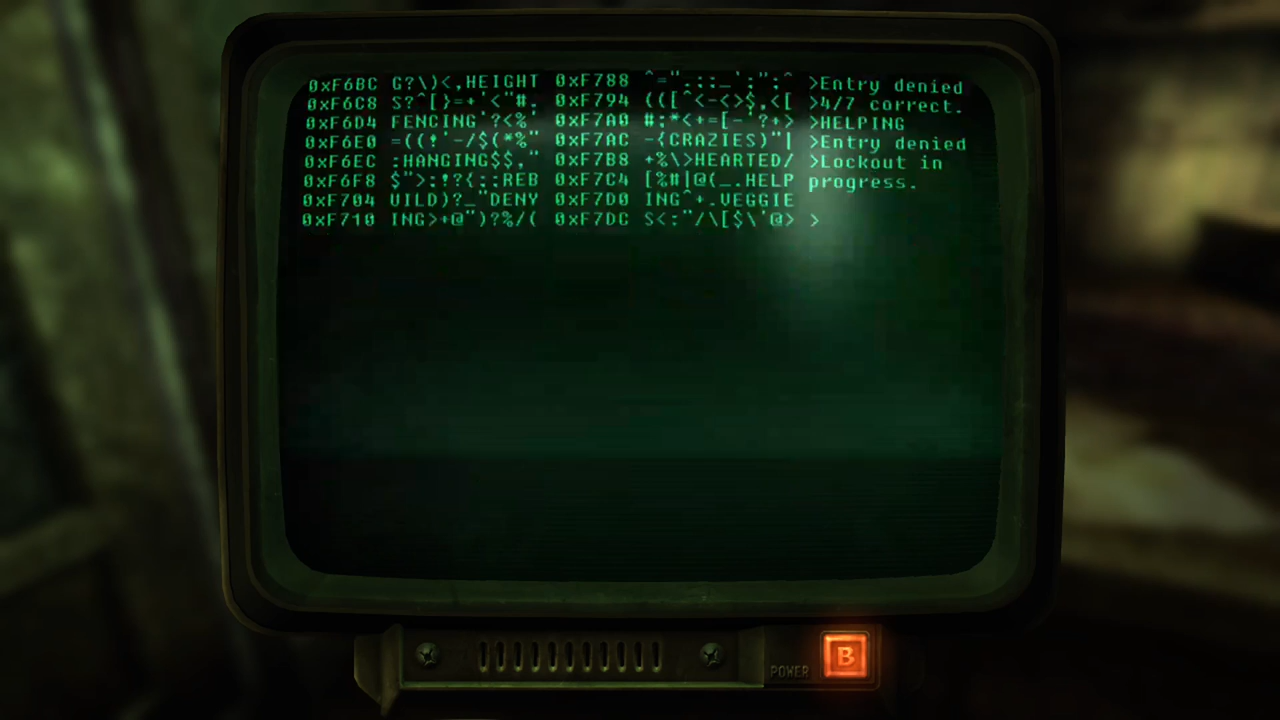 0xF6BC G?\)<,HEIGHT 0xF788 ^=".::_':";^ >Entry denied
0xF6C8 S?^[}=+'<"#. 0xF794 (([^<-<>$,<[ >4/7 correct.
0xF6D4 FENCING'?<%' 0xF7A0 #;*<+=[-'?+> >HELPING
0xF6E0 =((!'-/$(*%" 0xF7AC -{CRAZIES)"| >Entry denied
0xF6EC :HANGING$$," 0xF7B8 +%\>HEARTED/ >Lockout in
0xF6F8 $">;!?{;:REB 0xF7C4 [%#]@(_.HELP progress.
0xF704 UILD)?_"DENY 0xF7D0 ING^+.VEGGIE
0xF710 ING>+@")?%/( 0xF7DC S<:"/\[$\'@> >
POWER B